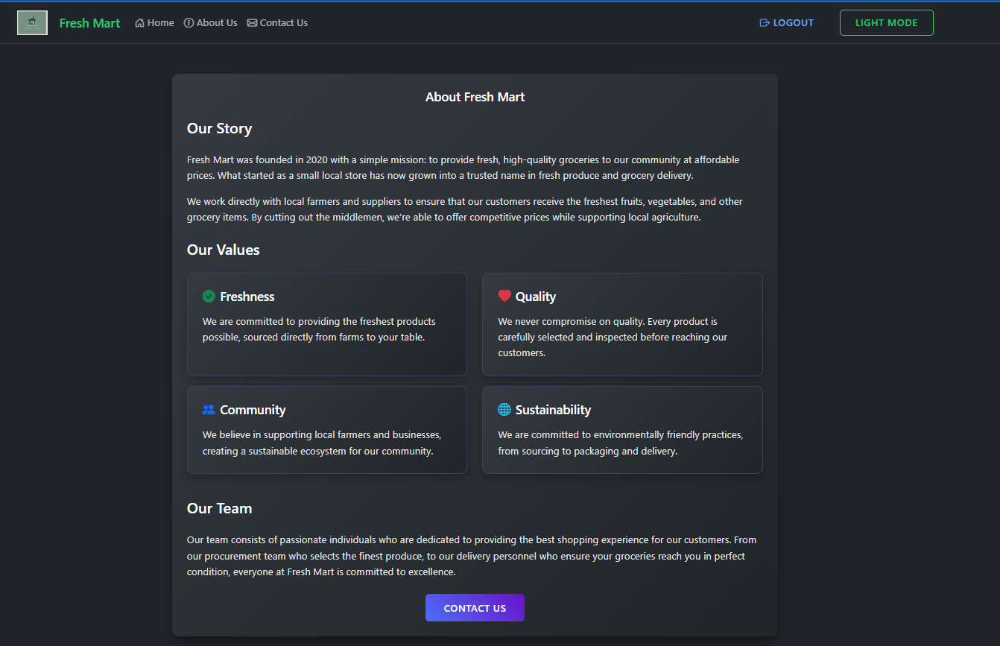 Fresh Mart Home About Us Contact Us LOGOUT LIGHT MODE
About Fresh Mart
Our Story
Fresh Mart was founded in 2020 with a simple mission: to provide fresh, high-quality groceries to our community at affordable
prices. What started as a small local store has now grown into a trusted name in fresh produce and grocery delivery.
We work directly with local farmers and suppliers to ensure that our customers receive the freshest fruits, vegetables, and other
grocery items. By cutting out the middlemen, we're able to offer competitive prices while supporting local agriculture.
Our Values
Freshness
We are committed to providing the freshest products
possible, sourced directly from farms to your table.
Quality
We never compromise on quality. Every product is
carefully selected and inspected before reaching our
customers.
Community
We believe in supporting local farmers and businesses,
creating a sustainable ecosystem for our community.
Sustainability
We are committed to environmentally friendly practices,
from sourcing to packaging and delivery.
Our Team
Our team consists of passionate individuals who are dedicated to providing the best shopping experience for our customers. From
our procurement team who selects the finest produce, to our delivery personnel who ensure your groceries reach you in perfect
condition, everyone at Fresh Mart is committed to excellence.
CONTACT US